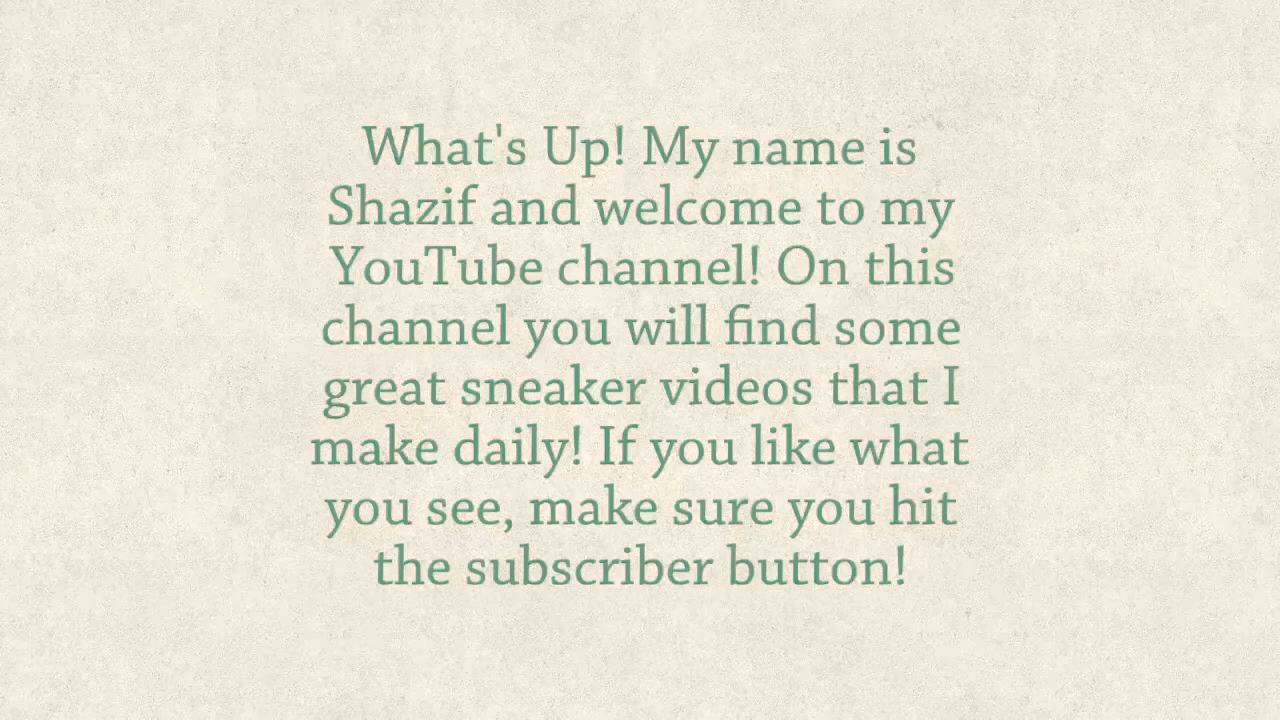 What's Up! My name is
Shazif and welcome to my
YouTube channel! On this
channel you will find some
great sneaker videos that I
make daily! If you like what
you see, make sure you hit
the subscriber button!